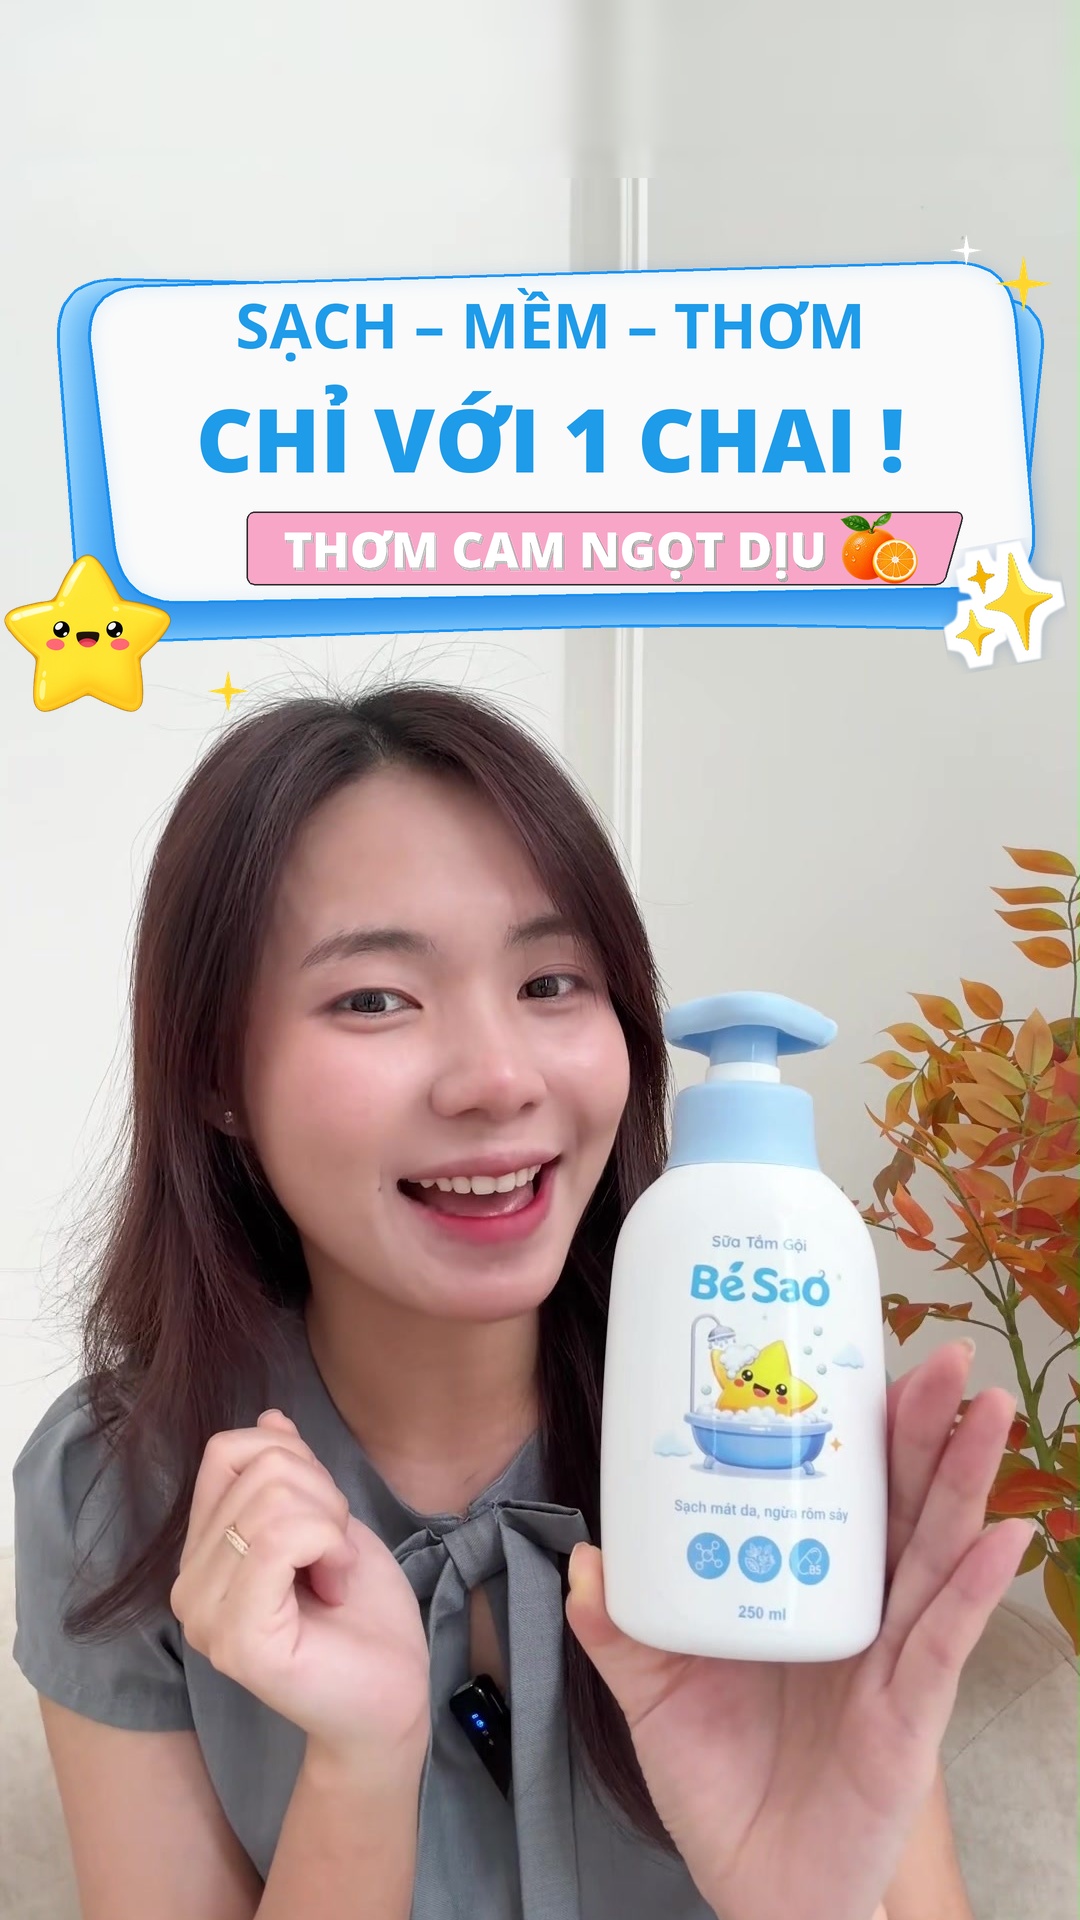 SẠCH – MỀM – THƠM
CHỈ VỚI 1 CHAI !
THƠM CAM NGỌT DỊU
Sữa Tắm Gội
Bé Sao
Sạch mát da, ngừa rôm sảy
B5
250 ml